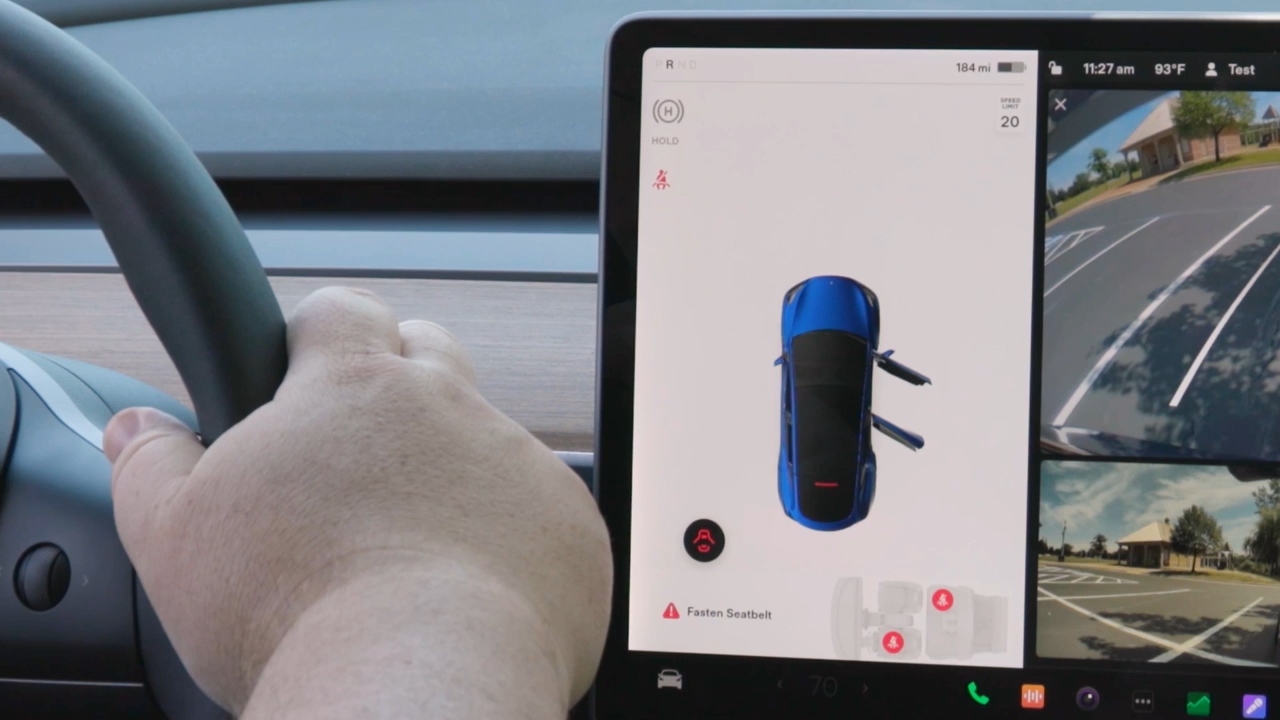 P R N D
184 mi
11:27 am
93°F
Test
H
HOLD
SPEED
LIMIT
20
Fasten Seatbelt
70